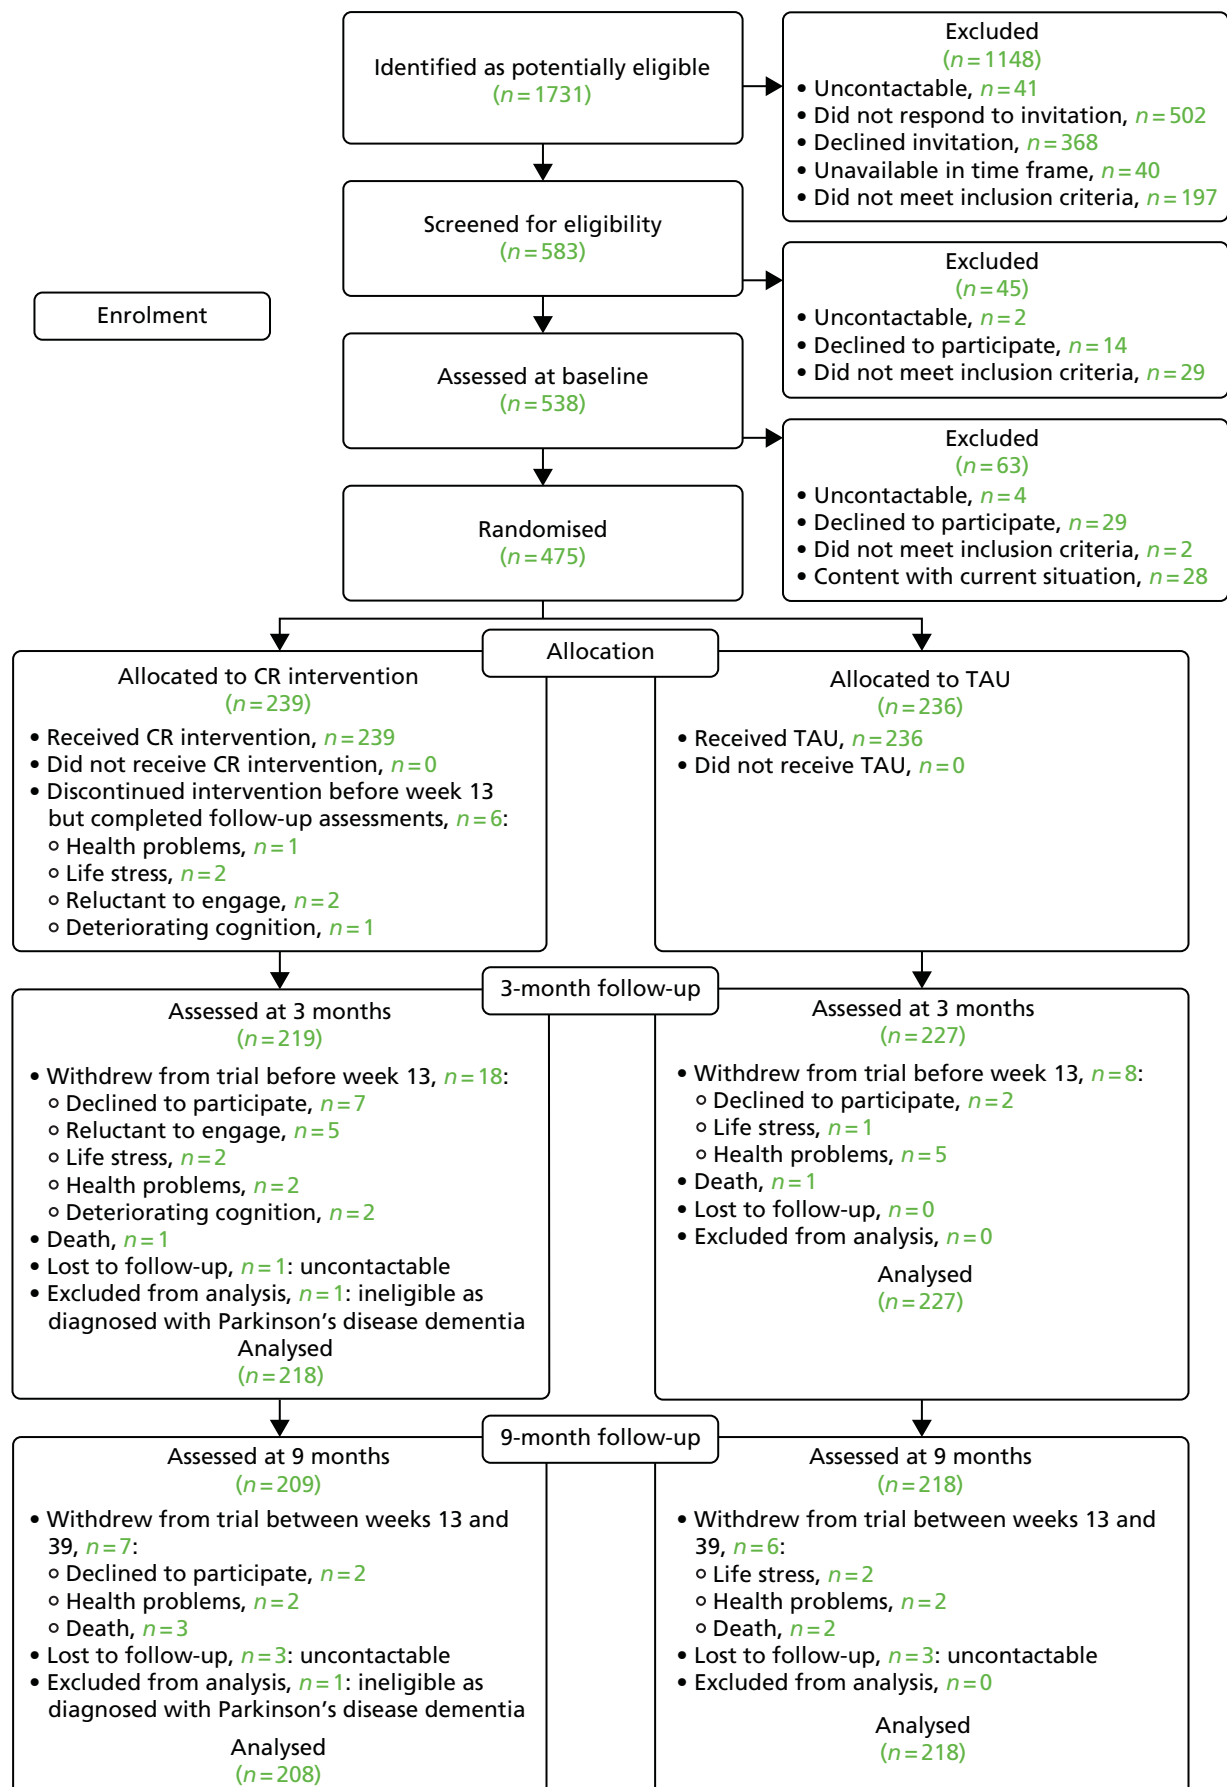 Identified as potentially eligible
(n=1731)
Excluded
(n=1148)
• Uncontactable, n=41
• Did not respond to invitation, n=502
• Declined invitation, n=368
• Unavailable in time frame, n=40
• Did not meet inclusion criteria, n=197
Screened for eligibility
(n=583)
Excluded
(n=45)
• Uncontactable, n=2
• Declined to participate, n=14
• Did not meet inclusion criteria, n=29
Enrolment
Assessed at baseline
(n=538)
Excluded
(n=63)
• Uncontactable, n=4
• Declined to participate, n=29
• Did not meet inclusion criteria, n=2
• Content with current situation, n=28
Randomised
(n=475)
Allocation
Allocated to CR intervention
(n=239)
• Received CR intervention, n=239
• Did not receive CR intervention, n=0
• Discontinued intervention before week 13
but completed follow-up assessments, n=6:
○ Health problems, n=1
○ Life stress, n=2
○ Reluctant to engage, n=2
○ Deteriorating cognition, n=1
Allocated to TAU
(n=236)
• Received TAU, n=236
• Did not receive TAU, n=0
3-month follow-up
Assessed at 3 months
(n=219)
• Withdrew from trial before week 13, n=18:
○ Declined to participate, n=7
○ Reluctant to engage, n=5
○ Life stress, n=2
○ Health problems, n=2
○ Deteriorating cognition, n=2
• Death, n=1
• Lost to follow-up, n=1: uncontactable
• Excluded from analysis, n=1: ineligible as
diagnosed with Parkinson's disease dementia
Analysed
(n=218)
Assessed at 3 months
(n=227)
• Withdrew from trial before week 13, n=8:
○ Declined to participate, n=2
○ Life stress, n=1
○ Health problems, n=5
• Death, n=1
• Lost to follow-up, n=0
• Excluded from analysis, n=0
Analysed
(n=227)
9-month follow-up
Assessed at 9 months
(n=209)
• Withdrew from trial between weeks 13 and
39, n=7:
○ Declined to participate, n=2
○ Health problems, n=2
○ Death, n=3
• Lost to follow-up, n=3: uncontactable
• Excluded from analysis, n=1: ineligible as
diagnosed with Parkinson's disease dementia
Analysed
(n=208)
Assessed at 9 months
(n=218)
• Withdrew from trial between weeks 13 and
39, n=6:
○ Life stress, n=2
○ Health problems, n=2
○ Death, n=2
• Lost to follow-up, n=3: uncontactable
• Excluded from analysis, n=0
Analysed
(n=218)